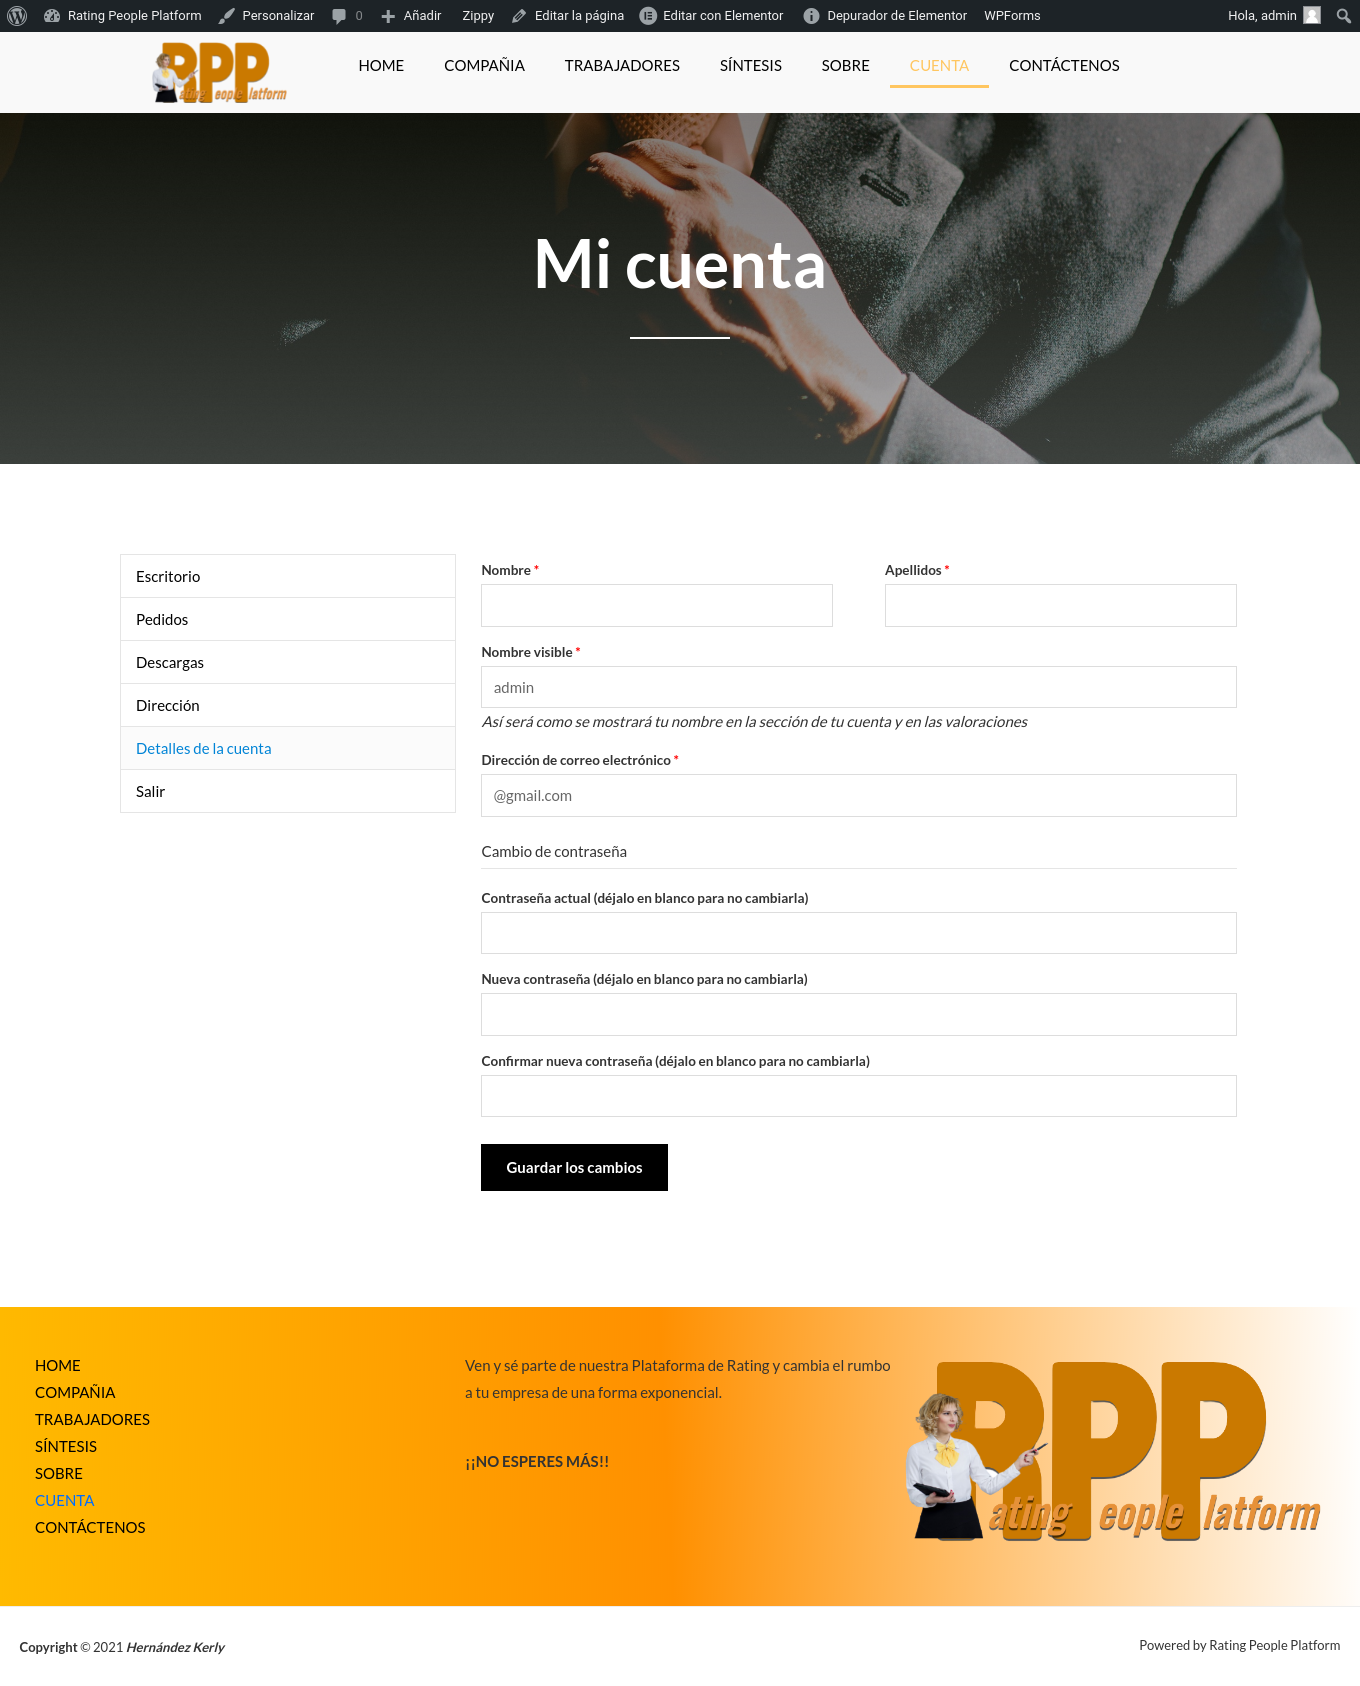 Rating People Platform Personalizar 0 Añadir Zippy Editar la página Editar con Elementor Depurador de Elementor WPForms Hola, admin
RPP
ating eople latform
HOME COMPAÑIA TRABAJADORES SÍNTESIS SOBRE CUENTA CONTÁCTENOS
Mi cuenta
Escritorio
Pedidos
Descargas
Dirección
Detalles de la cuenta
Salir
Nombre * Apellidos *
Nombre visible *
admin
Así será como se mostrará tu nombre en la sección de tu cuenta y en las valoraciones
Dirección de correo electrónico *
@gmail.com
Cambio de contraseña
Contraseña actual (déjalo en blanco para no cambiarla)
Nueva contraseña (déjalo en blanco para no cambiarla)
Confirmar nueva contraseña (déjalo en blanco para no cambiarla)
Guardar los cambios
HOME
COMPAÑIA
TRABAJADORES
SÍNTESIS
SOBRE
CUENTA
CONTÁCTENOS
Ven y sé parte de nuestra Plataforma de Rating y cambia el rumbo
a tu empresa de una forma exponencial.
¡¡NO ESPERES MÁS!!
RPP
ating eople latform
Copyright © 2021 Hernández Kerly
Powered by Rating People Platform